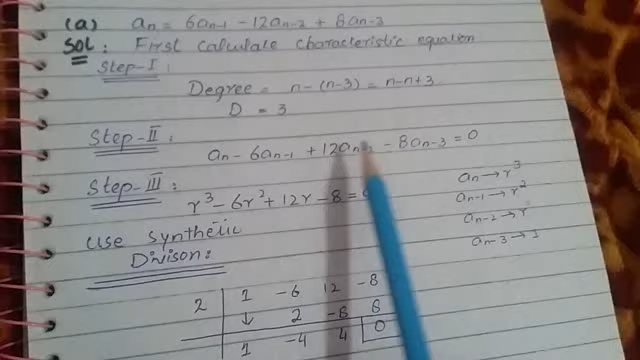 (a) an = 6an-1 - 12an-2 + 8an-3
Sol: First calculate characteristic equation
Step-I:
Degree = n-(n-3) = n-n+3
D = 3
Step-II:
an - 6an-1 + 12an-2 - 8an-3 = 0
Step-III:
r³ - 6r² + 12r - 8 = 0
an → r³
an-1 → r²
an-2 → r
an-3 → 1
Use Synthetic
Divison:
2 | 1 -6 12 -8
↓ 2 -8 8
1 -4 4 0